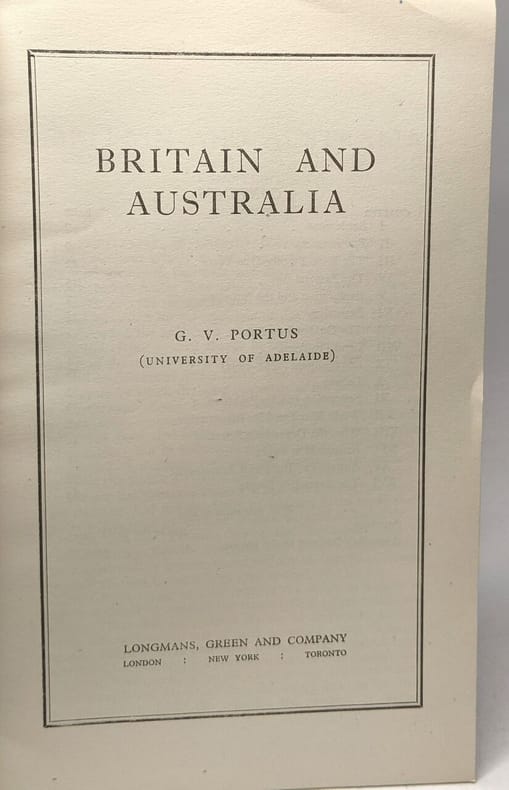 BRITAIN AND
AUSTRALIA
G. V. PORTUS
(UNIVERSITY OF ADELAIDE)
LONGMANS, GREEN AND COMPANY
LONDON : NEW YORK : TORONTO